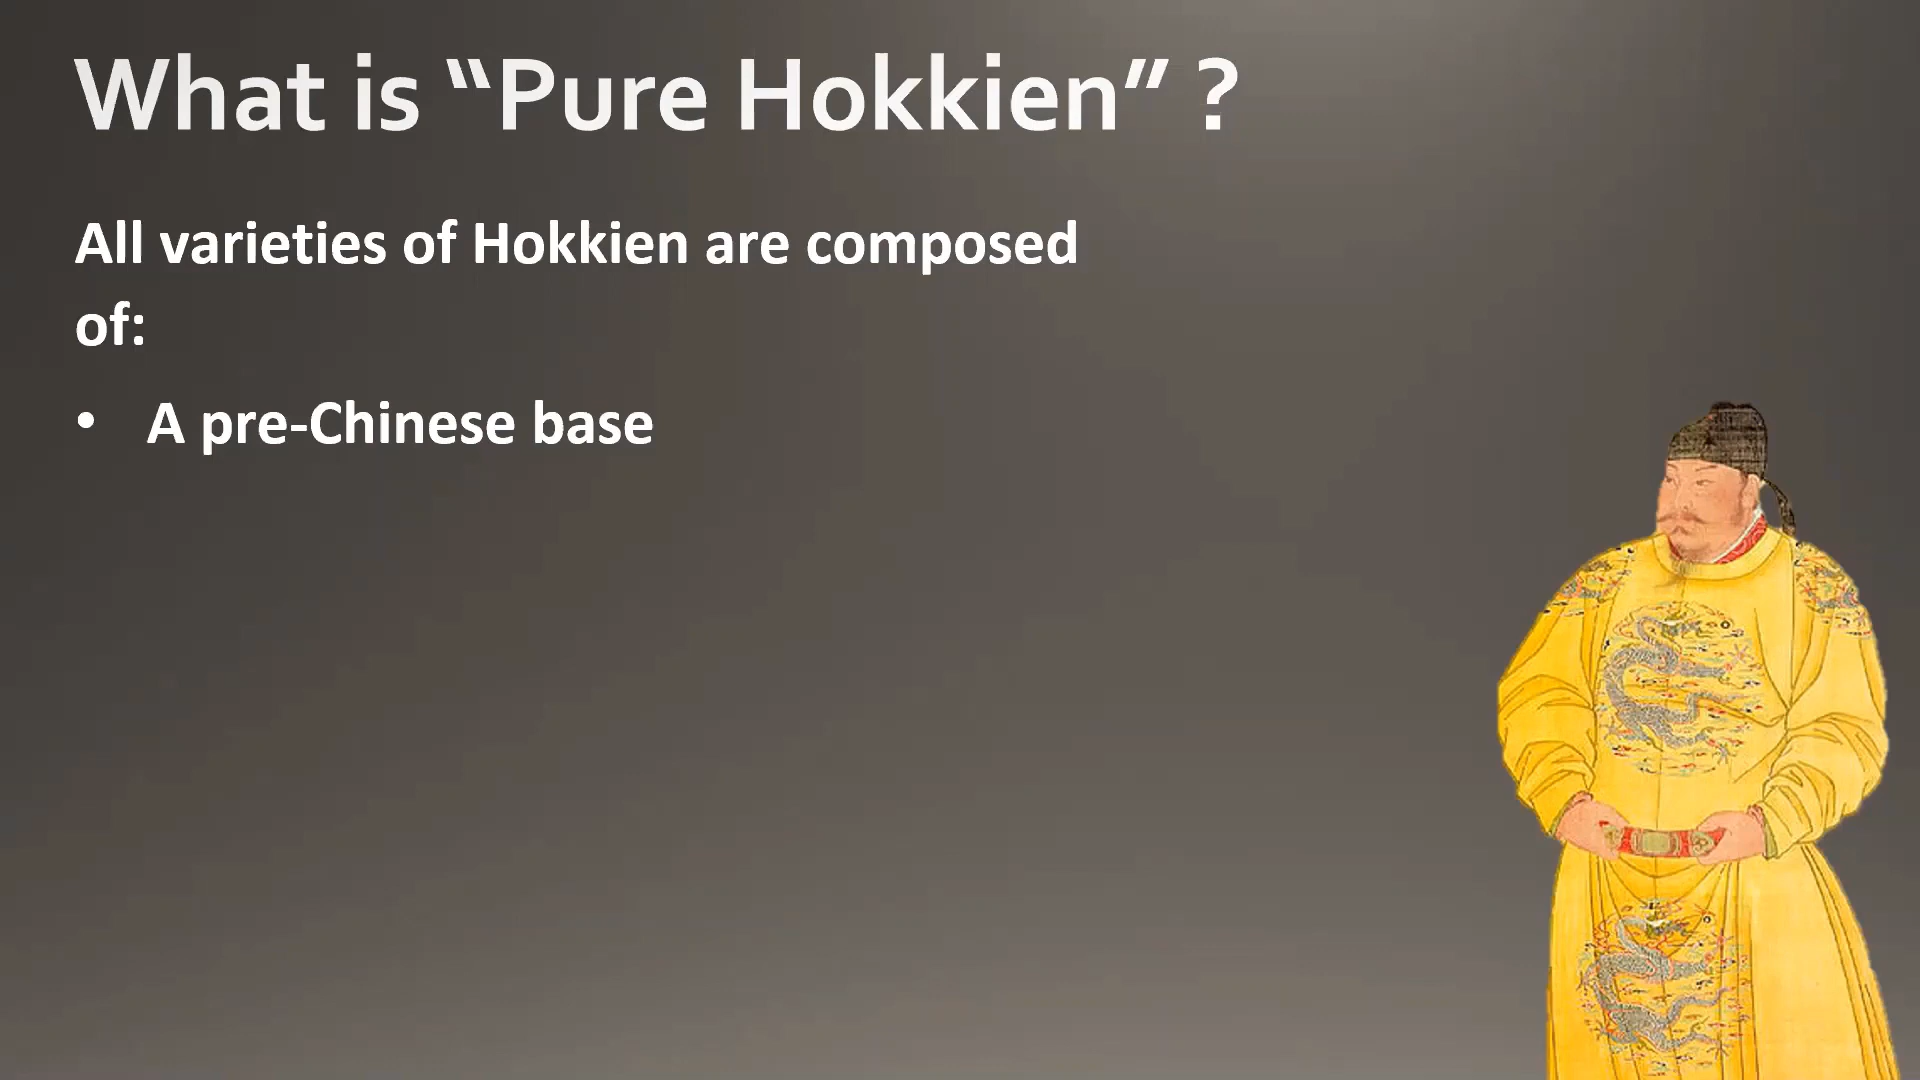 What is “Pure Hokkien” ?
All varieties of Hokkien are composed
of:
• A pre-Chinese base